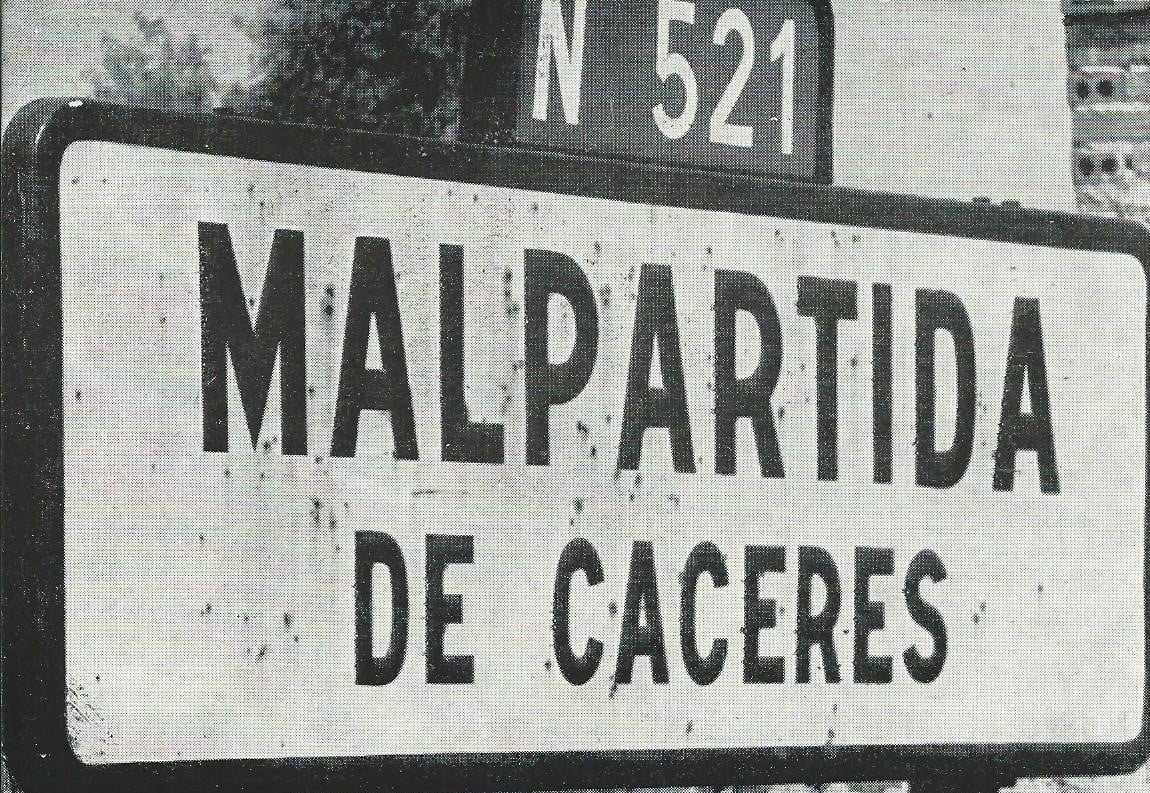 N 521
MALPARTIDA
DE CACERES